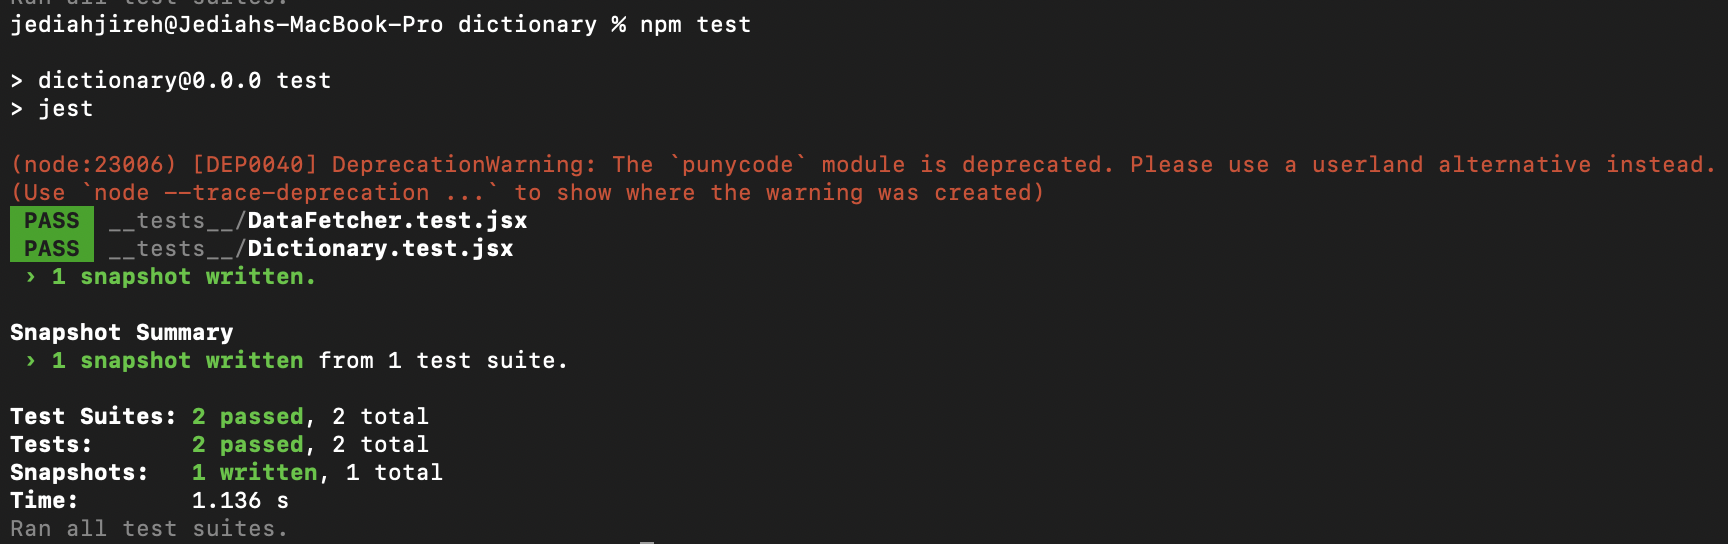 Ran all test suites.
jediahjireh@Jediahs-MacBook-Pro dictionary % npm test
> dictionary@0.0.0 test
> jest
(node:23006) [DEP0040] DeprecationWarning: The `punycode` module is deprecated. Please use a userland alternative instead.
(Use `node --trace-deprecation ...` to show where the warning was created)
PASS __tests__/DataFetcher.test.jsx
PASS __tests__/Dictionary.test.jsx
› 1 snapshot written.
Snapshot Summary
› 1 snapshot written from 1 test suite.
Test Suites: 2 passed, 2 total
Tests: 2 passed, 2 total
Snapshots: 1 written, 1 total
Time: 1.136 s
Ran all test suites.